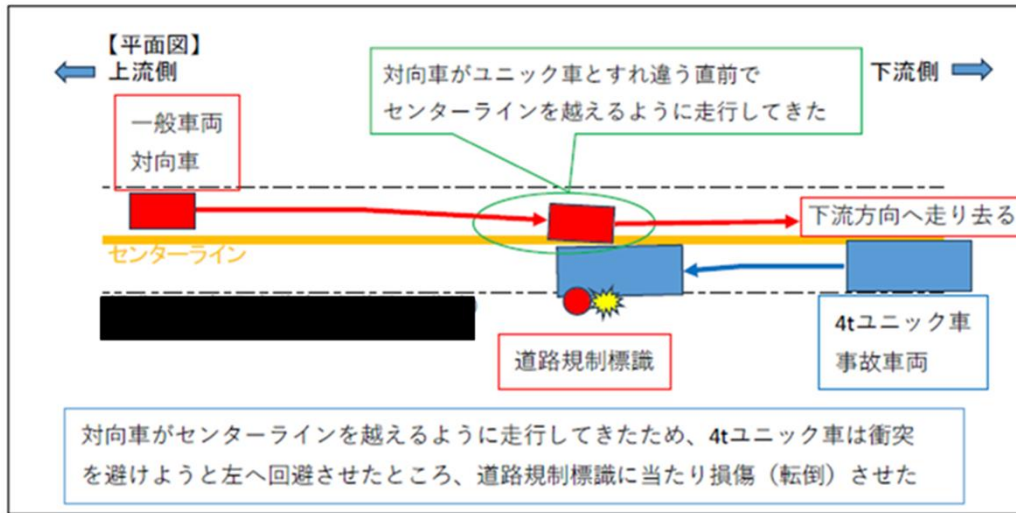 【平面図】
上流側
下流側
対向車がユニック車とすれ違う直前で
センターラインを越えるように走行してきた
一般車両
対向車
下流方向へ走り去る
センターライン
4tユニック車
事故車両
道路規制標識
対向車がセンターラインを越えるように走行してきたため、4tユニック車は衝突
を避けようと左へ回避させたところ、道路規制標識に当たり損傷（転倒）させた